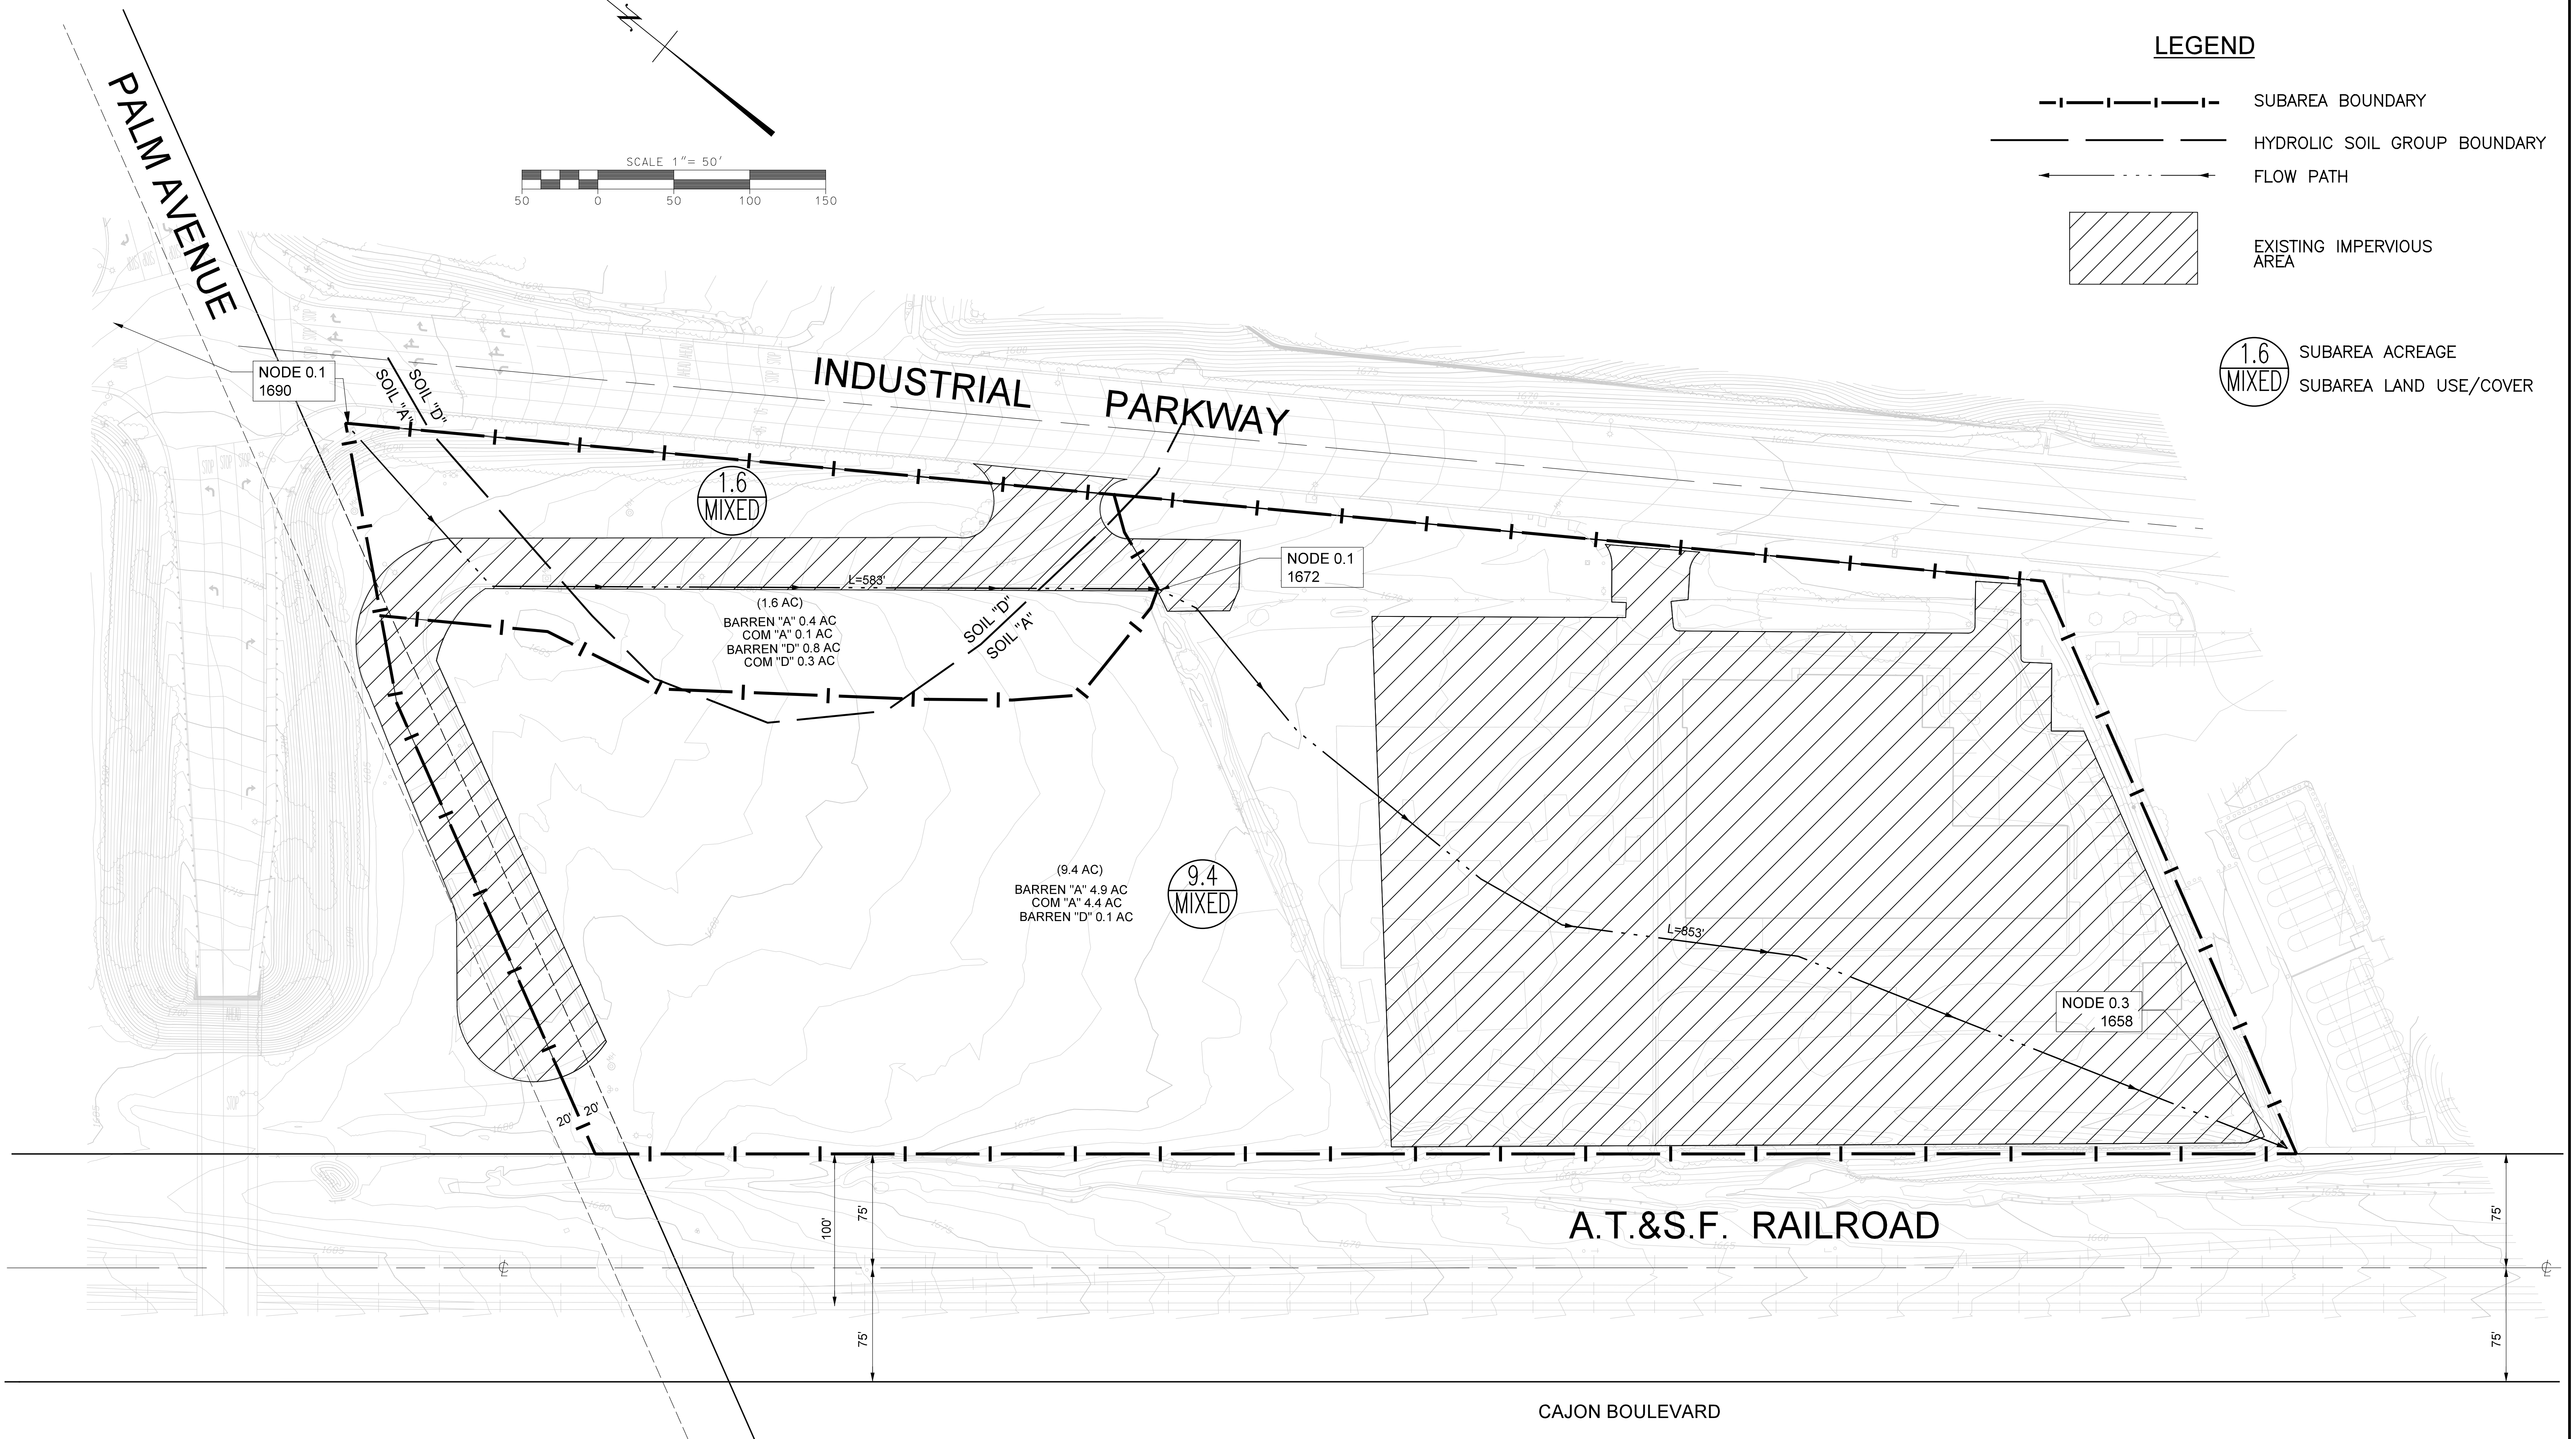 PALM AVENUE
N
SCALE 1"= 50'
50 0 50 100 150
LEGEND
SUBAREA BOUNDARY
HYDROLIC SOIL GROUP BOUNDARY
FLOW PATH
EXISTING IMPERVIOUS
AREA
1.6
MIXED
SUBAREA ACREAGE
SUBAREA LAND USE/COVER
INDUSTRIAL PARKWAY
NODE 0.1
1690
SOIL "D"
SOIL "A"
1.6
MIXED
L=583'
NODE 0.1
1672
(1.6 AC)
BARREN "A" 0.4 AC
COM "A" 0.1 AC
BARREN "D" 0.8 AC
COM "D" 0.3 AC
SOIL "D"
SOIL "A"
(9.4 AC)
BARREN "A" 4.9 AC
COM "A" 4.4 AC
BARREN "D" 0.1 AC
9.4
MIXED
L=853'
NODE 0.3
1658
20' 20'
100'
75'
75'
A.T.&S.F. RAILROAD
75'
75'
CAJON BOULEVARD